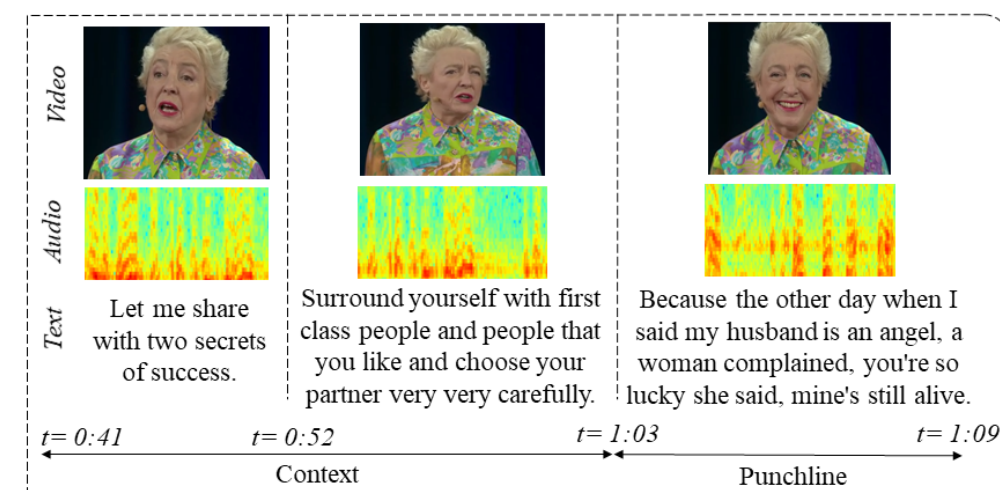 Video
Audio
Text
Let me share
with two secrets
of success.
Surround yourself with first
class people and people that
you like and choose your
partner very very carefully.
Because the other day when I
said my husband is an angel, a
woman complained, you're so
lucky she said, mine's still alive.
t= 0:41
t= 0:52
t= 1:03
t= 1:09
Context
Punchline